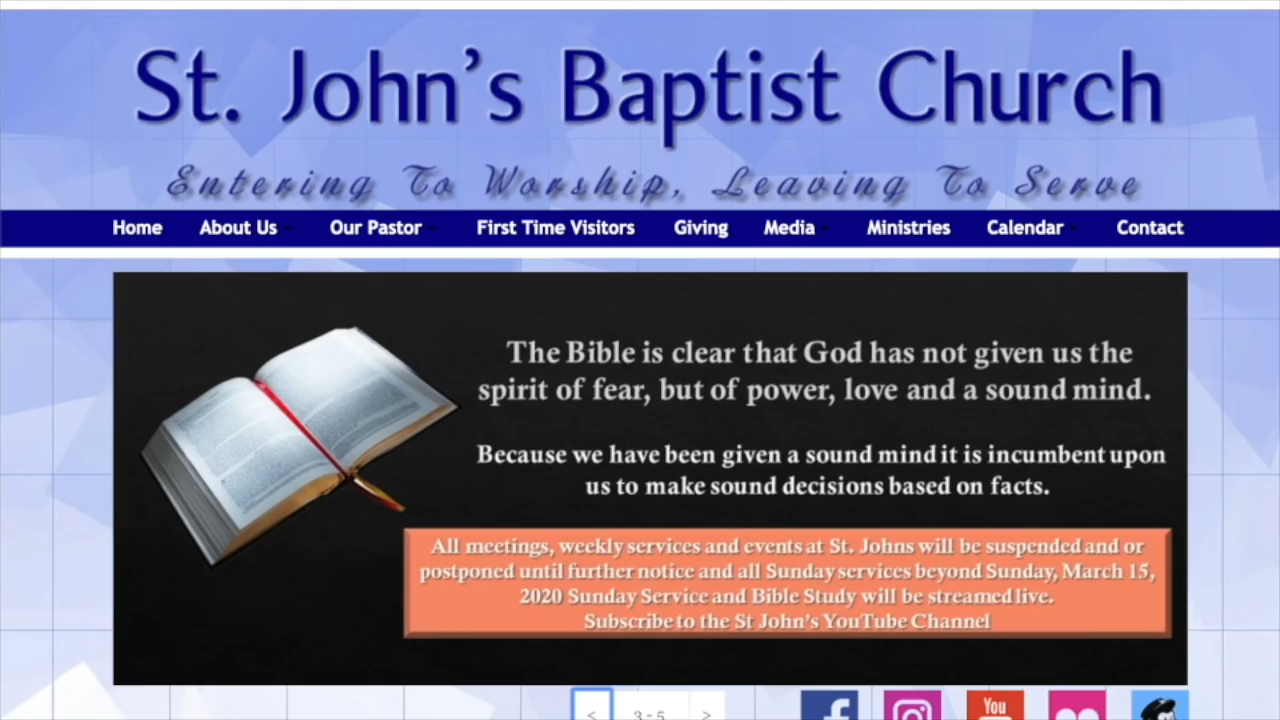 St. John's Baptist Church
Entering To Worship, Leaving To Serve
Home About Us Our Pastor First Time Visitors Giving Media Ministries Calendar Contact
The Bible is clear that God has not given us the
spirit of fear, but of power, love and a sound mind.
Because we have been given a sound mind it is incumbent upon
us to make sound decisions based on facts.
All meetings, weekly services and events at St. Johns will be suspended and or
postponed until further notice and all Sunday services beyond Sunday, March 15,
2020 Sunday Service and Bible Study will be streamed live.
Subscribe to the St John's YouTube Channel
< 3-5 >
You